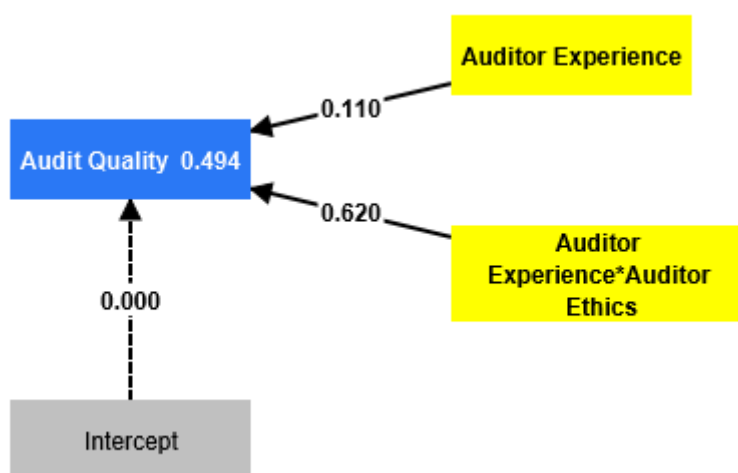 Auditor Experience
0.110
Audit Quality 0.494
0.620
Auditor
Experience*Auditor
Ethics
0.000
Intercept